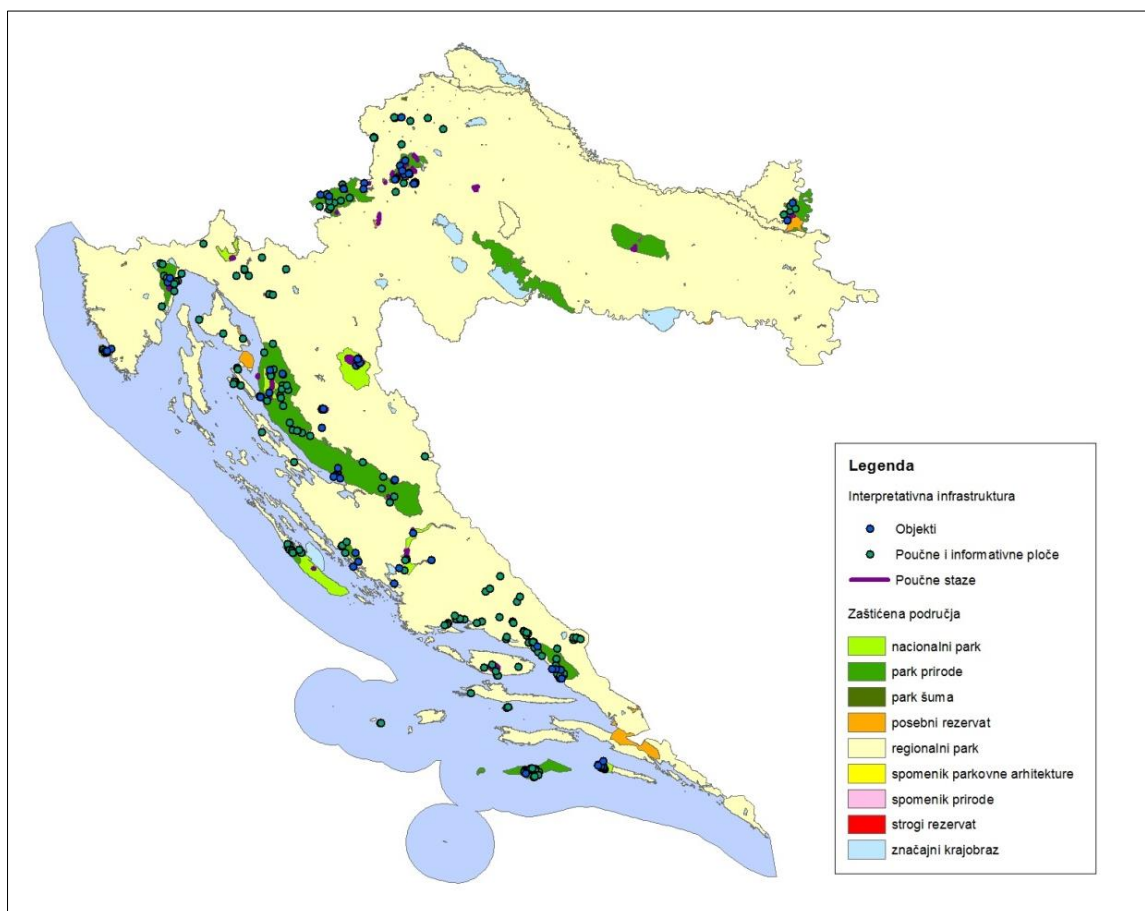 Legenda
Interpretativna infrastruktura
Objekti
Poučne i informativne ploče
Poučne staze
Zaštićena područja
nacionalni park
park prirode
park šuma
posebni rezervat
regionalni park
spomenik parkovne arhitekture
spomenik prirode
strogi rezervat
značajni krajobraz